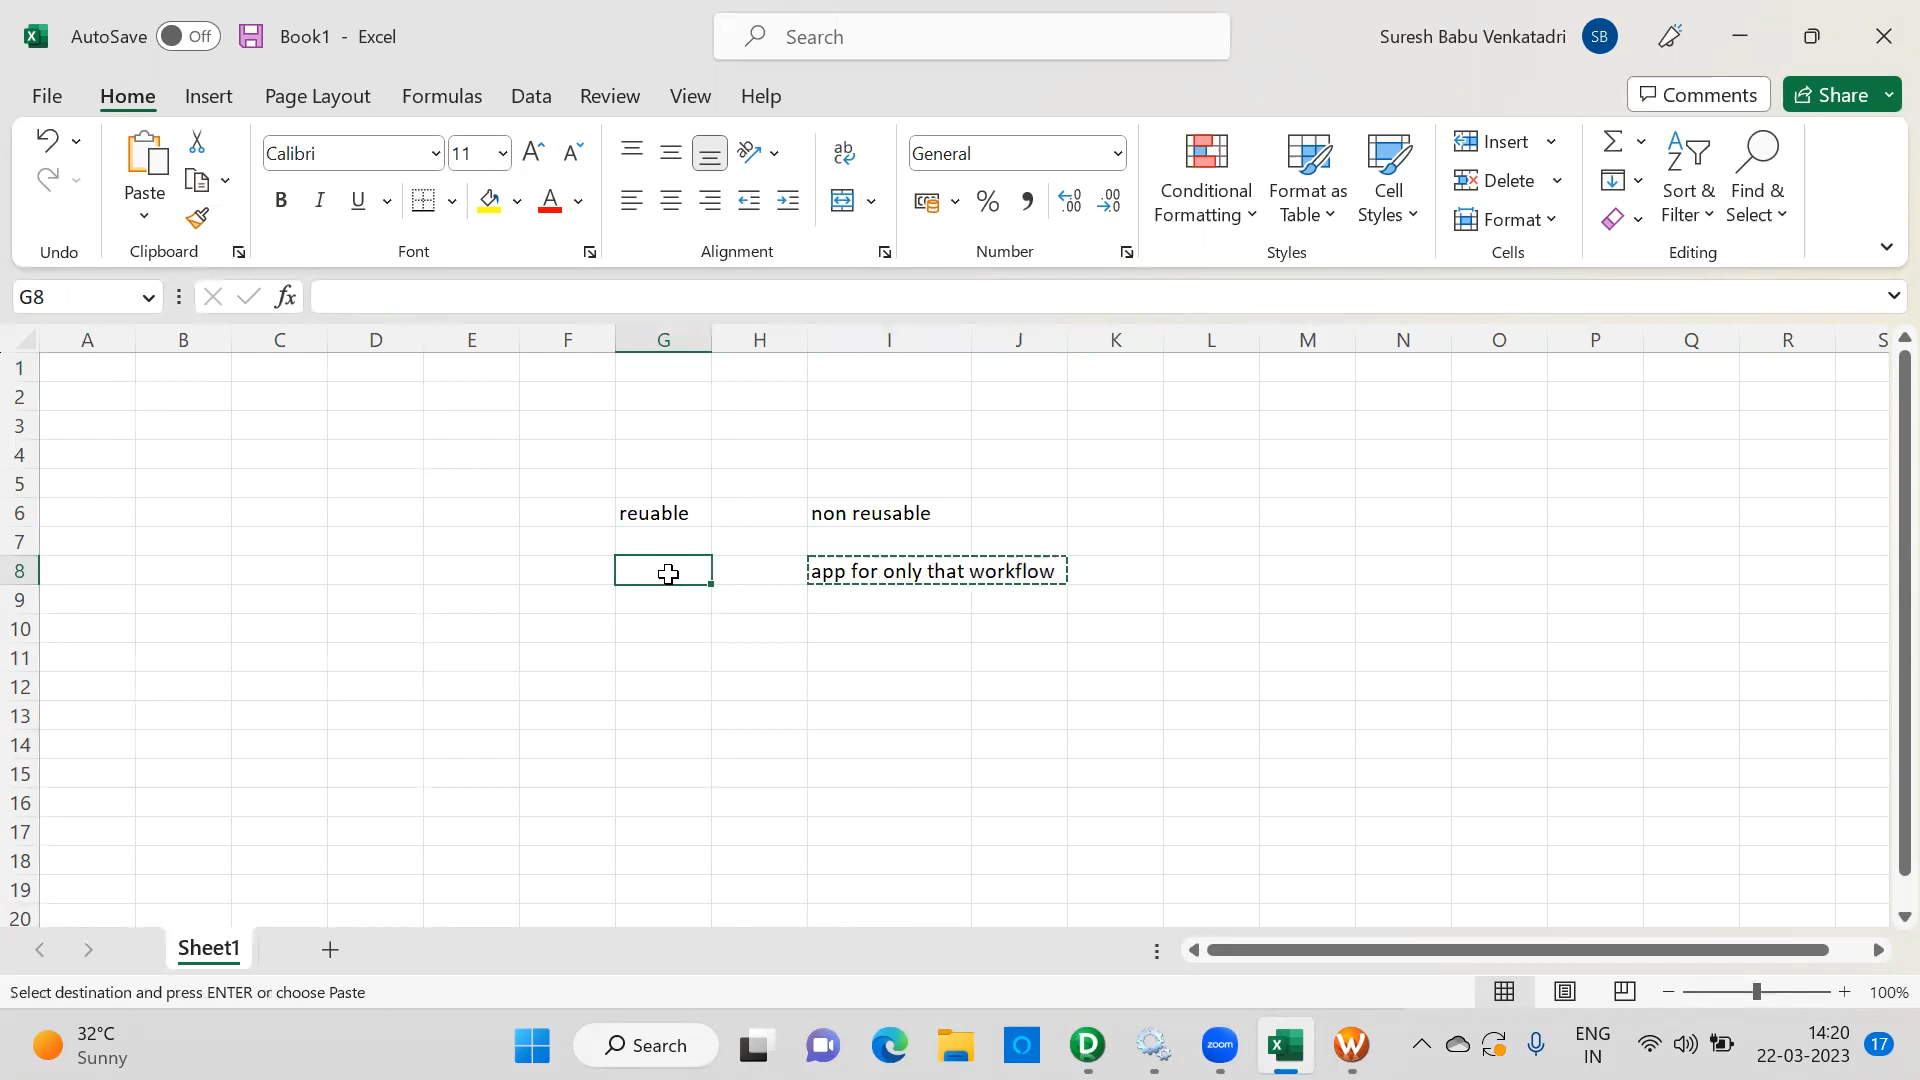 AutoSave Off Book1 - Excel Search Suresh Babu Venkatadri SB
File Home Insert Page Layout Formulas Data Review View Help Comments Share
Paste Calibri 11 General Conditional Formatting Format as Table Cell Styles Insert Delete Format Sort & Filter Find & Select
Undo Clipboard Font Alignment Number Styles Cells Editing
G8 fx
A B C D E F G H I J K L M N O P Q R S
1
2
3
4
5
6 reuable non reusable
7
8 app for only that workflow
9
10
11
12
13
14
15
16
17
18
19
20
Sheet1
Select destination and press ENTER or choose Paste 100%
32°C
Sunny
Search
zoom
ENG
IN
14:20
22-03-2023
17